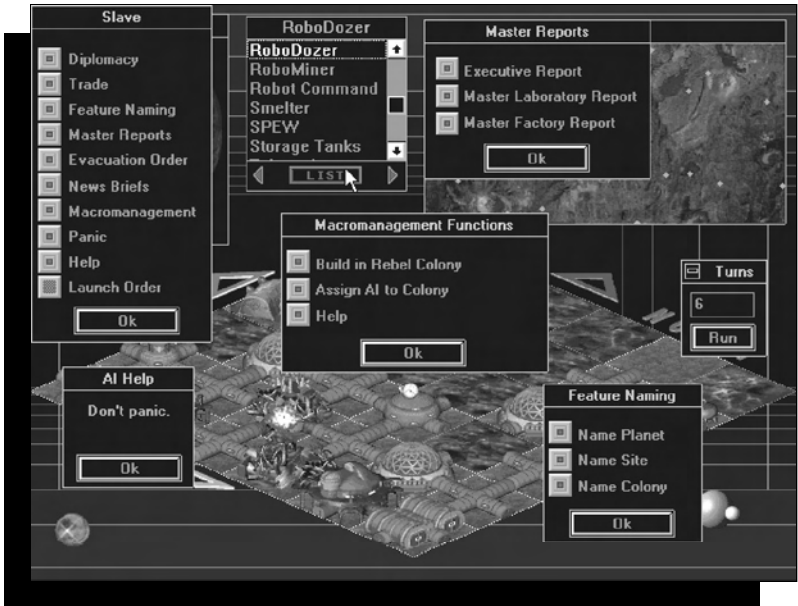 Slave
Diplomacy
Trade
Feature Naming
Master Reports
Evacuation Order
News Briefs
Macromanagement
Panic
Help
Launch Order
Ok
RoboDozer
RoboDozer
RoboMiner
Robot Command
Smelter
SPEW
Storage Tanks
LIST
Master Reports
Executive Report
Master Laboratory Report
Master Factory Report
Ok
Macromanagement Functions
Build in Rebel Colony
Assign AI to Colony
Help
Ok
Turns
6
Run
AI Help
Don't panic.
Ok
Feature Naming
Name Planet
Name Site
Name Colony
Ok